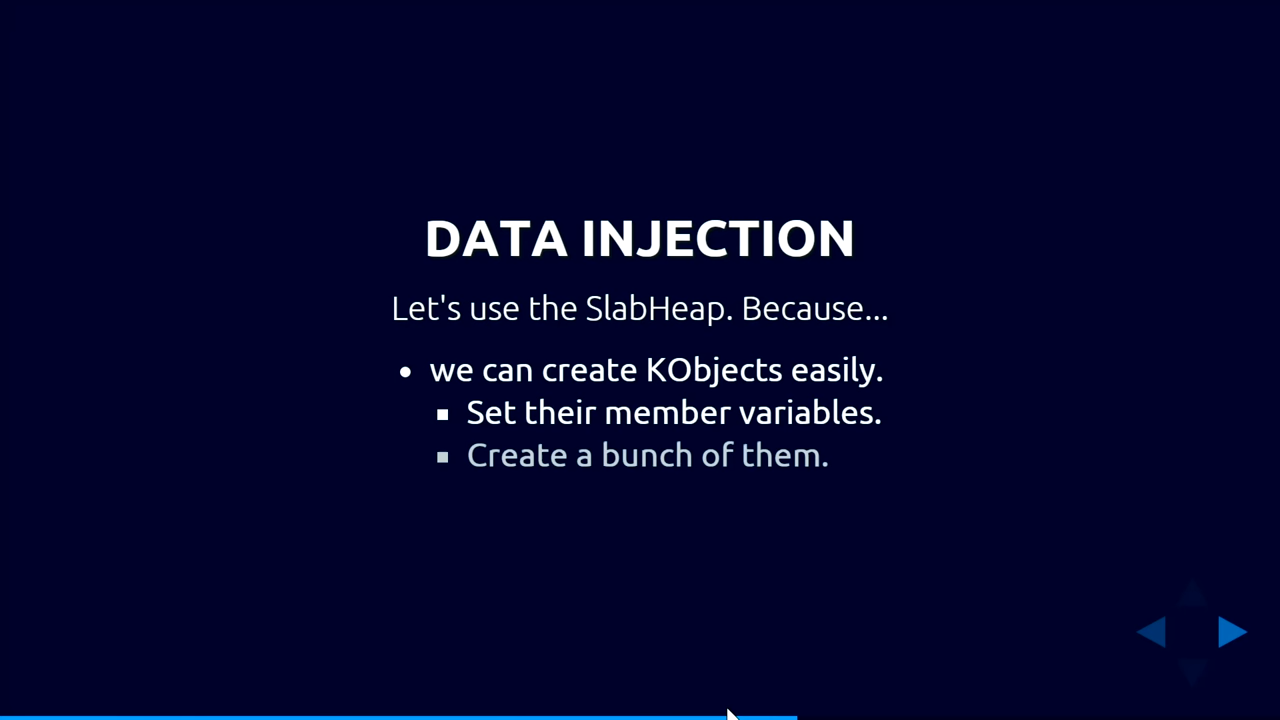 DATA INJECTION
Let's use the SlabHeap. Because...
we can create KObjects easily.
Set their member variables.
Create a bunch of them.